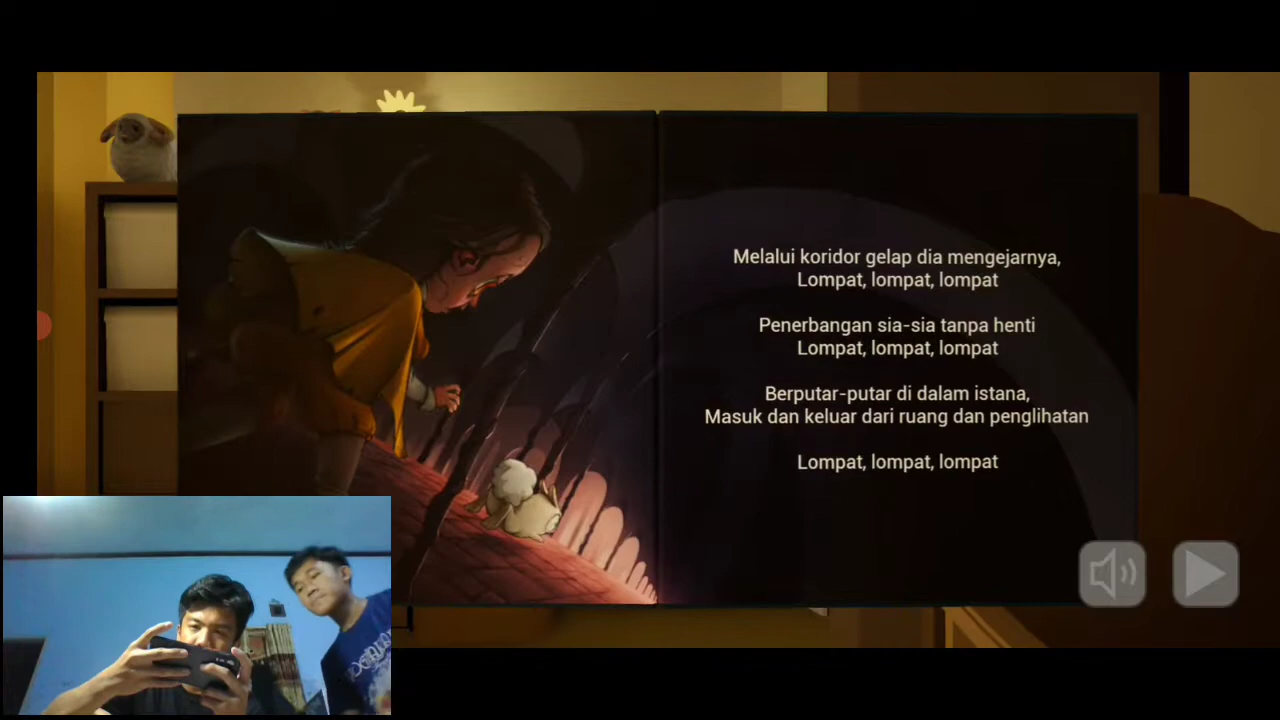 Melalui koridor gelap dia mengejarnya,
Lompat, lompat, lompat
Penerbangan sia-sia tanpa henti
Lompat, lompat, lompat
Berputar-putar di dalam istana,
Masuk dan keluar dari ruang dan penglihatan
Lompat, lompat, lompat